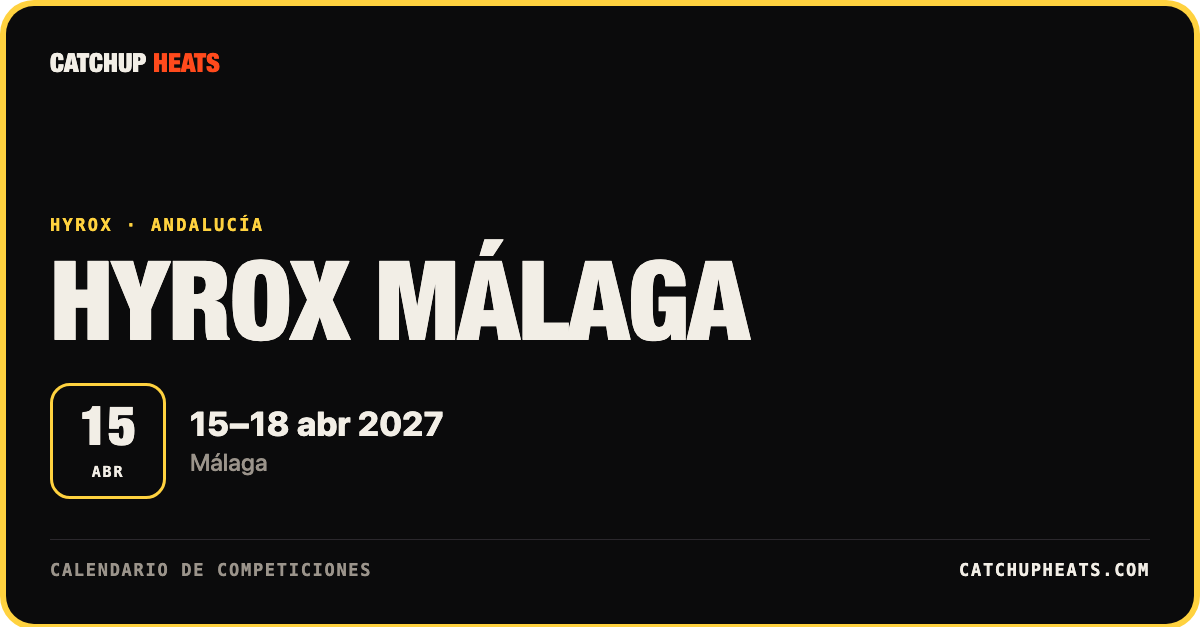 CATCHUP HEATS
HYROX · ANDALUCÍA
HYROX MÁLAGA
15
ABR
15–18 abr 2027
Málaga
CALENDARIO DE COMPETICIONES
CATCHUPHEATS.COM